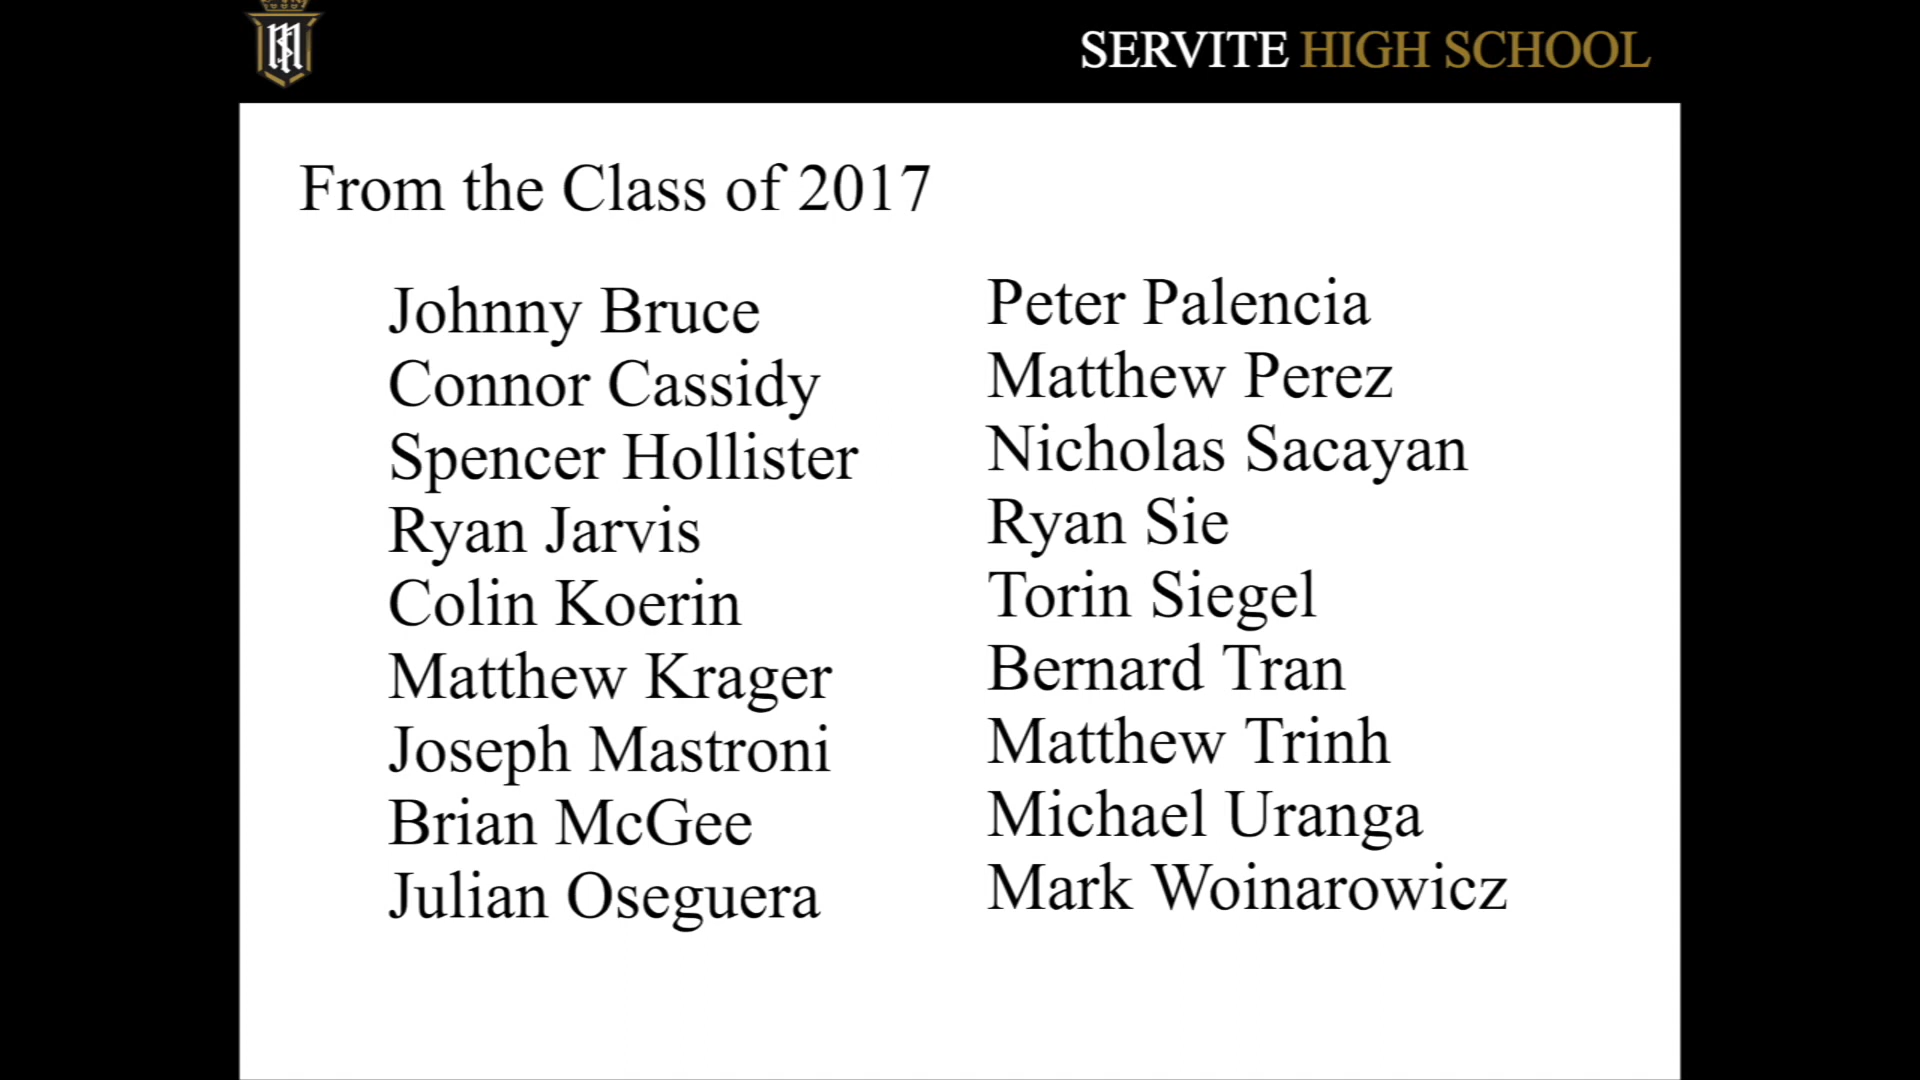 SERVITE HIGH SCHOOL
From the Class of 2017
Johnny Bruce
Connor Cassidy
Spencer Hollister
Ryan Jarvis
Colin Koerin
Matthew Krager
Joseph Mastroni
Brian McGee
Julian Oseguera
Peter Palencia
Matthew Perez
Nicholas Sacayan
Ryan Sie
Torin Siegel
Bernard Tran
Matthew Trinh
Michael Uranga
Mark Woinarowicz